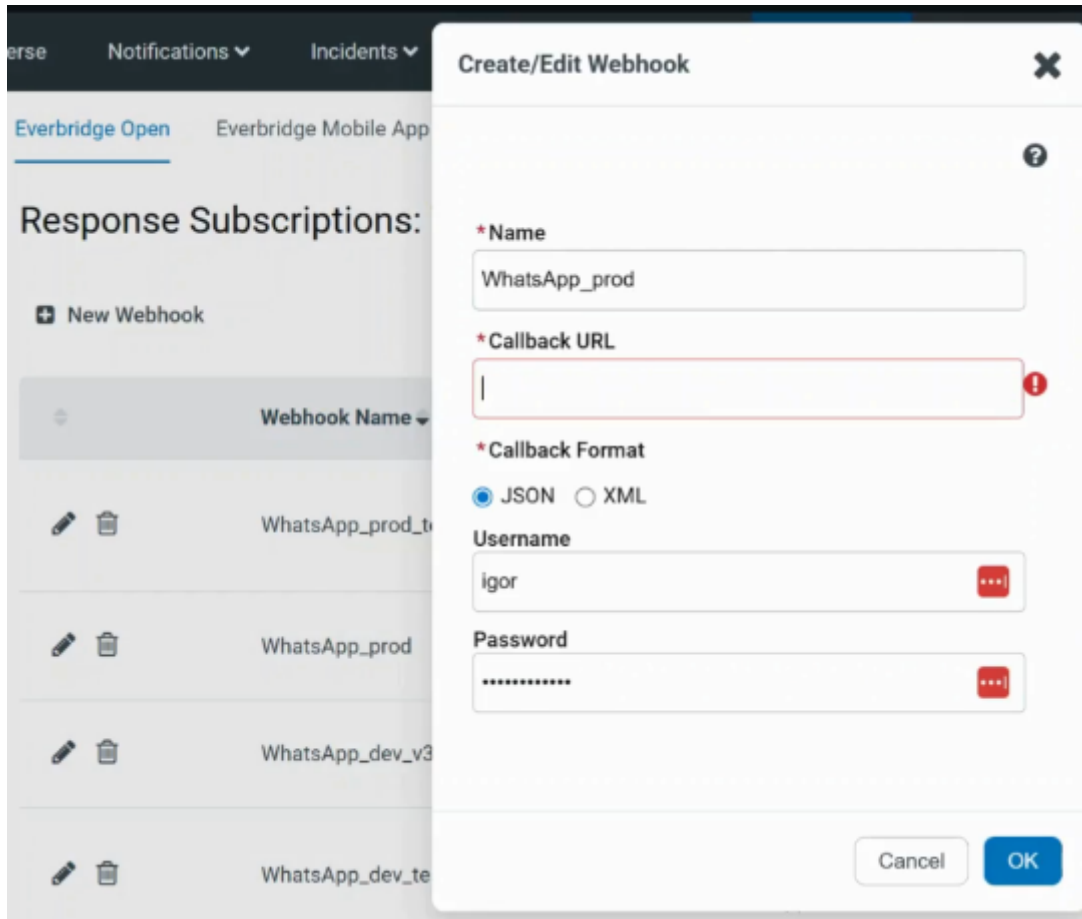 erse Notifications Incidents
Everbridge Open Everbridge Mobile App
Response Subscriptions:
New Webhook
Webhook Name
WhatsApp_prod_te
WhatsApp_prod
WhatsApp_dev_v3
WhatsApp_dev_te
Create/Edit Webhook
*Name
WhatsApp_prod
*Callback URL
*Callback Format
JSON XML
Username
igor
Password
••••••••••••
Cancel OK